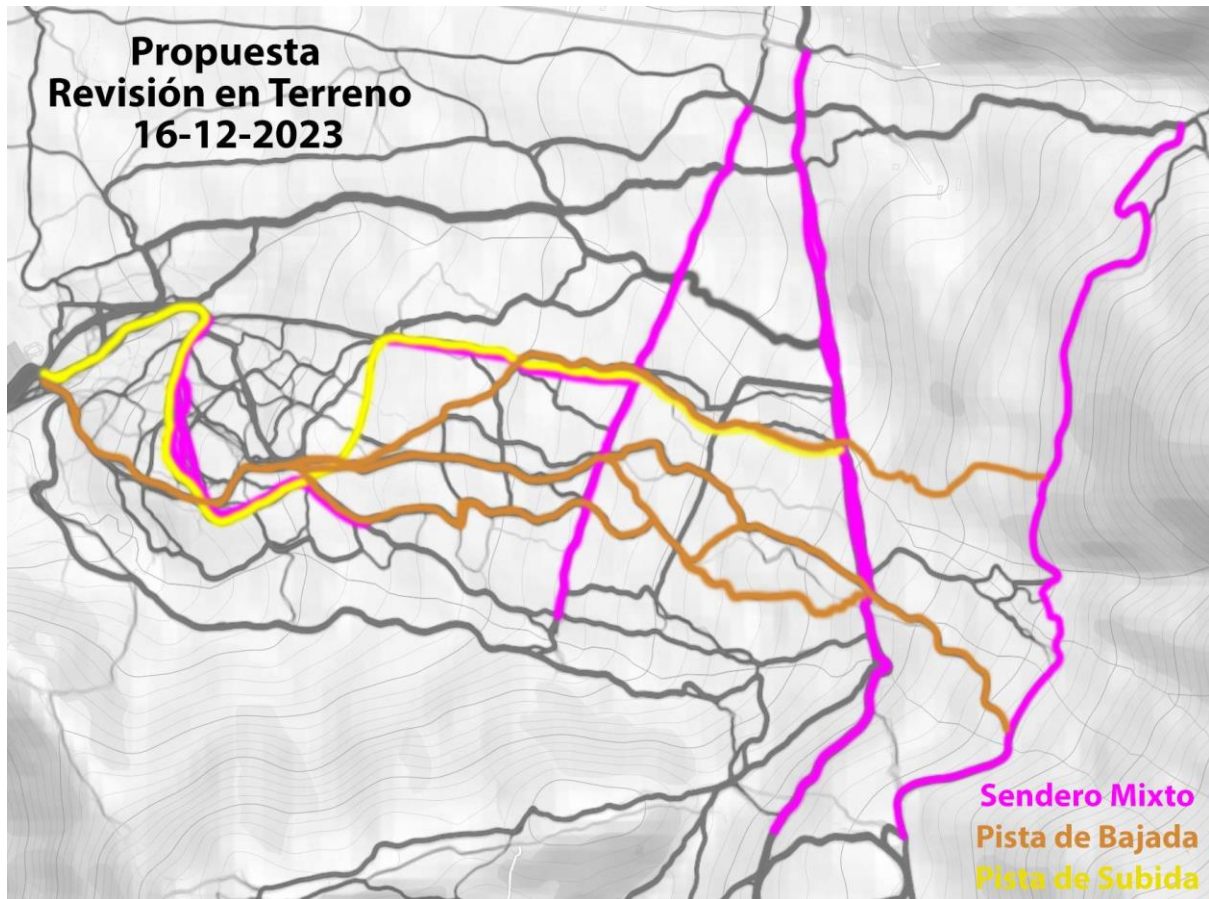 Propuesta
Revisión en Terreno
16-12-2023
Sendero Mixto
Pista de Bajada
Pista de Subida